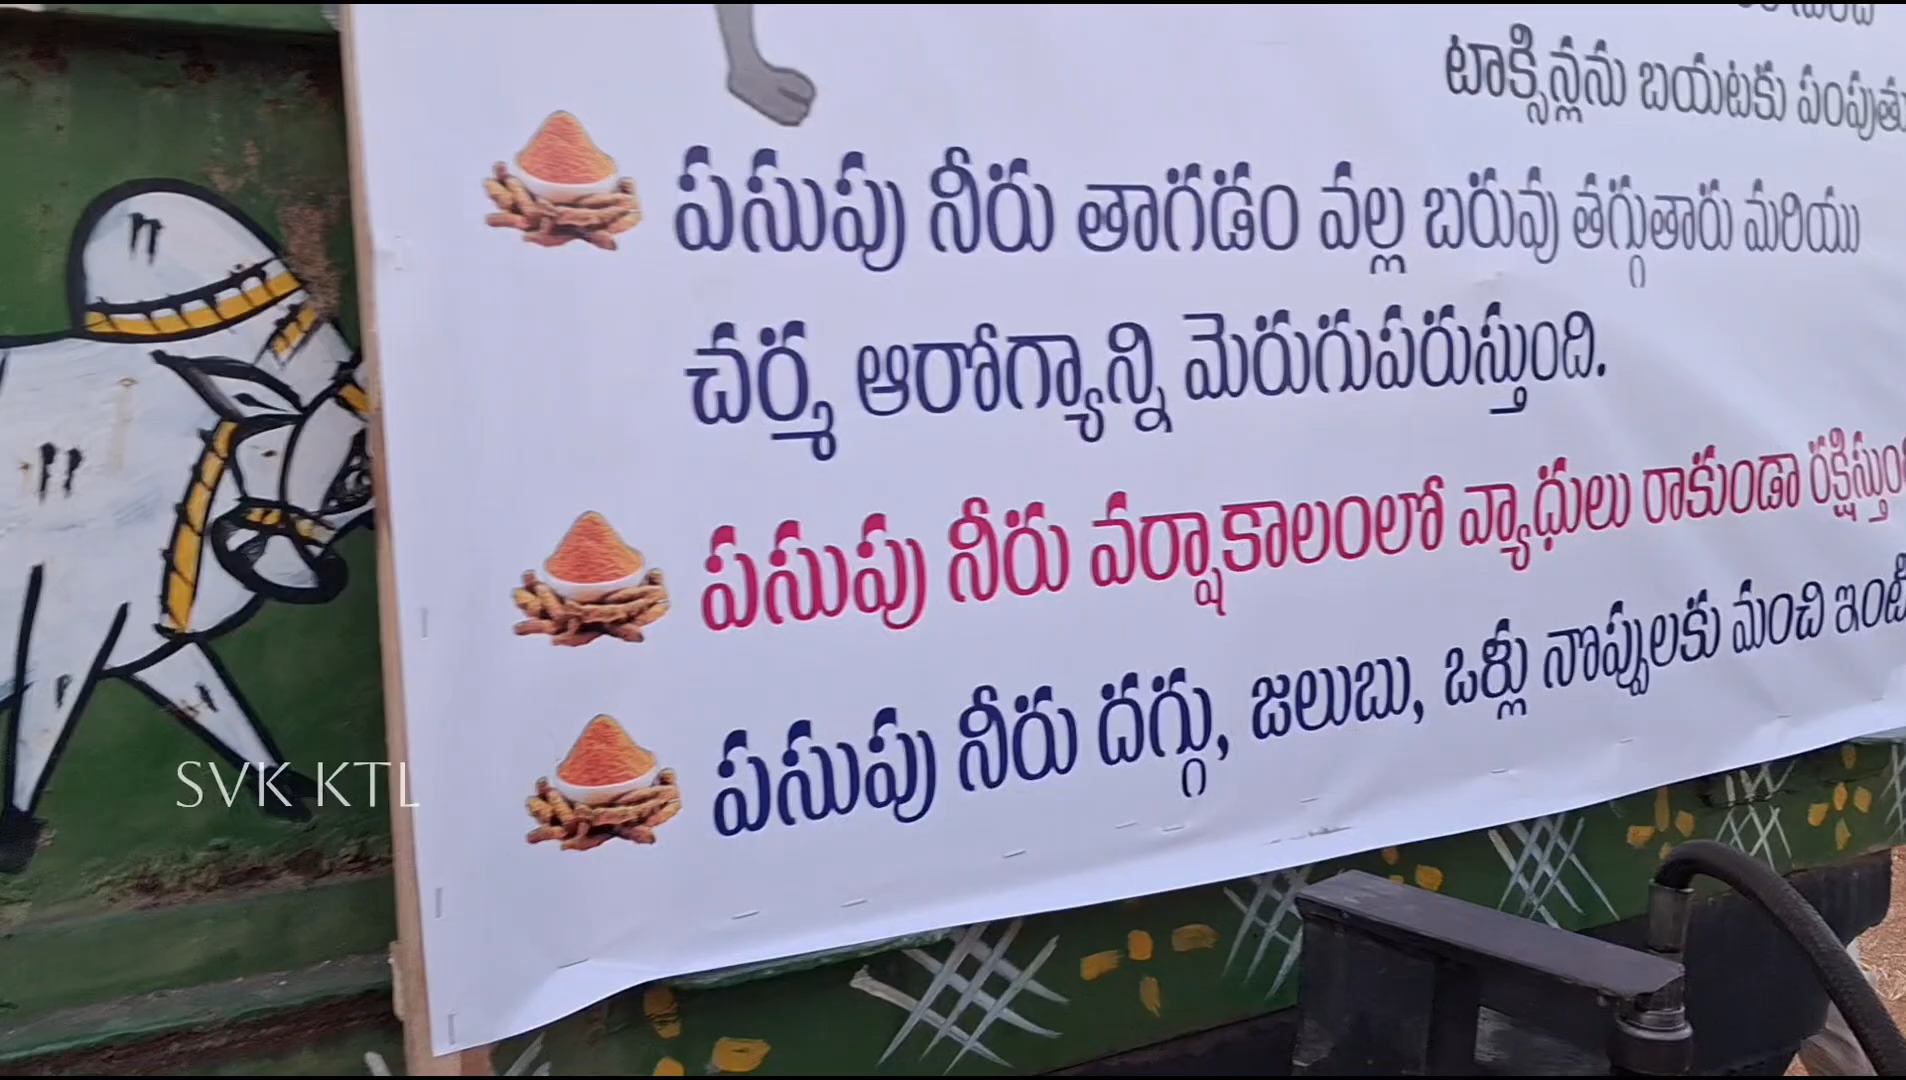 టాక్సిన్లను బయటకు పంపుతు
పసుపు నీరు తాగడం వల్ల బరువు తగ్గుతారు మరియు
చర్మ ఆరోగ్యాన్ని మెరుగుపరుస్తుంది.
పసుపు నీరు వర్షాకాలంలో వ్యాధులు రాకుండా రక్షిస్తుం
పసుపు నీరు దగ్గు, జలుబు, ఒళ్లు నొప్పులకు మంచి ఇంటి
SVK KTL